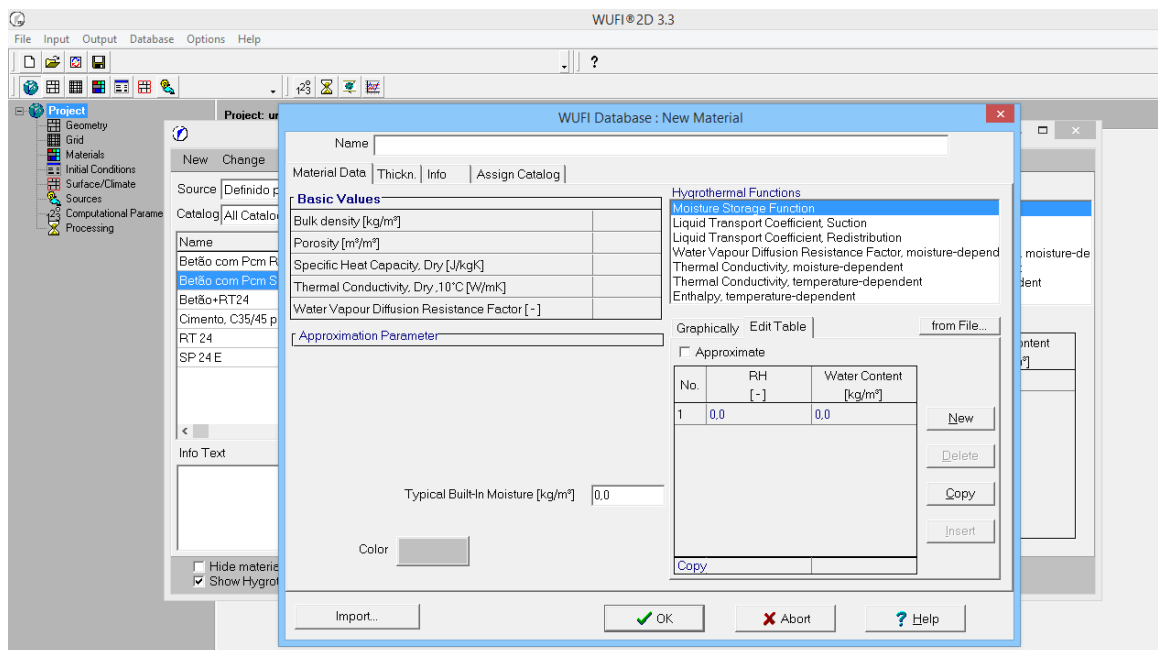 WUFI®2D 3.3
File Input Output Database Options Help
?
Project
Geometry
Grid
Materials
Initial Conditions
Surface/Climate
Sources
Computational Parame
Processing
Project: un
New Change
Source Definido p
Catalog All Catalo
Name
Betão com Pcm R
Betão com Pcm S
Betão+RT24
Cimento, C35/45 p
RT 24
SP 24 E
Info Text
Hide materia
Show Hygrot
WUFI Database : New Material
Name
Material Data Thickn. Info Assign Catalog
Basic Values
Bulk density [kg/m³]
Porosity [m³/m³]
Specific Heat Capacity, Dry [J/kgK]
Thermal Conductivity, Dry ,10°C [W/mK]
Water Vapour Diffusion Resistance Factor [ - ]
Approximation Parameter
Typical Built-In Moisture [kg/m³] 0,0
Color
Hygrothermal Functions
Moisture Storage Function
Liquid Transport Coefficient, Suction
Liquid Transport Coefficient, Redistribution
Water Vapour Diffusion Resistance Factor, moisture-depend
Thermal Conductivity, moisture-dependent
Thermal Conductivity, temperature-dependent
Enthalpy, temperature-dependent
Graphically Edit Table from File...
Approximate
No. RH [ - ] Water Content [kg/m³]
1 0,0 0,0
New
Delete
Copy
Insert
Copy
Import...
OK
Abort
? Help
, moisture-de
dent
ontent